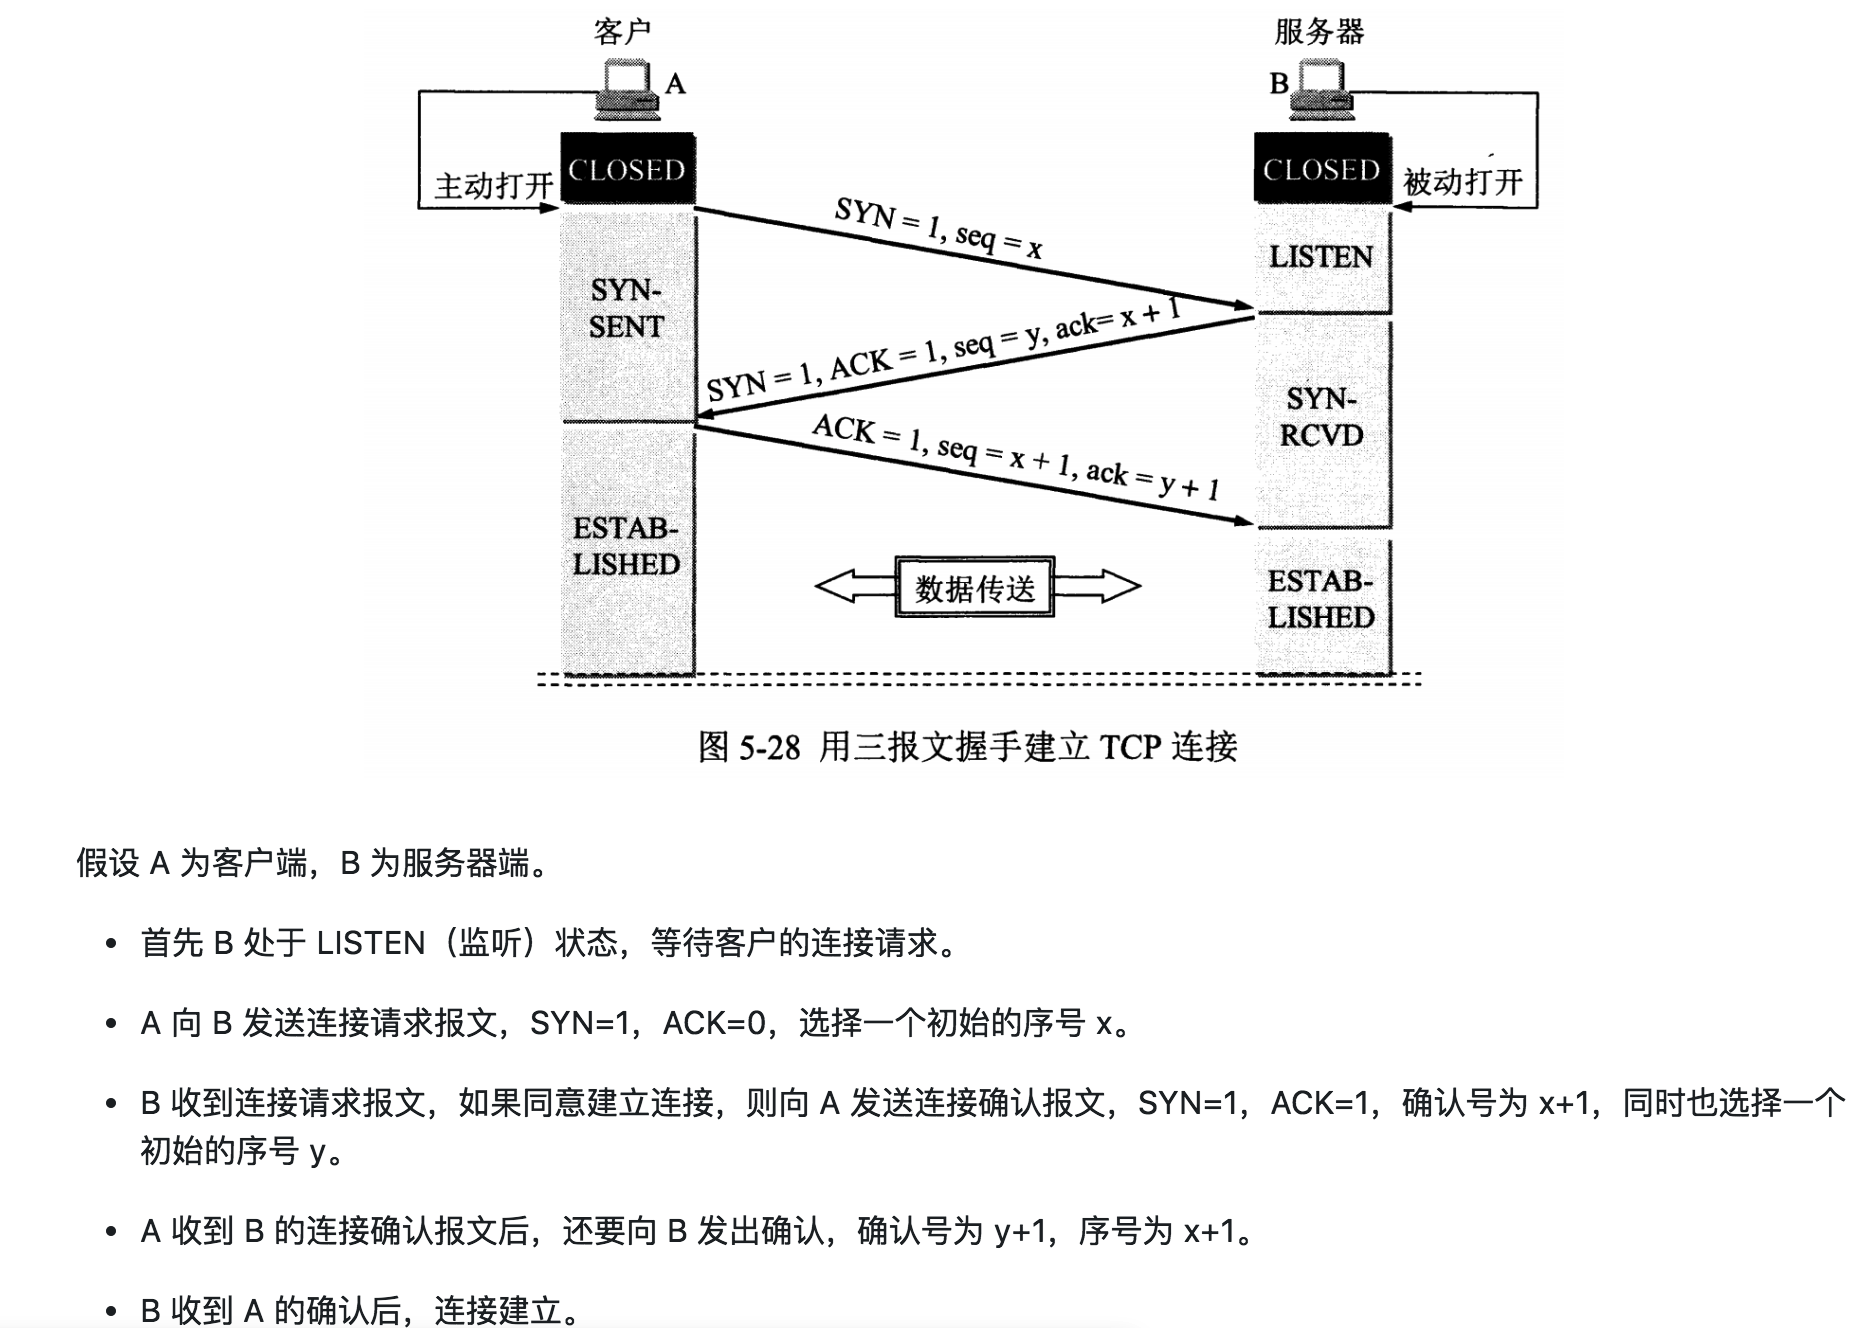 客户
服务器
A
B
CLOSED
CLOSED
主动打开
被动打开
SYN = 1, seq = x
LISTEN
SYN-
SENT
SYN = 1, ACK = 1, seq = y, ack= x + 1
SYN-
RCVD
ACK = 1, seq = x + 1, ack = y + 1
ESTAB-
LISHED
数据传送
ESTAB-
LISHED
图 5-28 用三报文握手建立 TCP 连接
假设 A 为客户端，B 为服务器端。
• 首先 B 处于 LISTEN（监听）状态，等待客户的连接请求。
• A 向 B 发送连接请求报文，SYN=1，ACK=0，选择一个初始的序号 x。
• B 收到连接请求报文，如果同意建立连接，则向 A 发送连接确认报文，SYN=1，ACK=1，确认号为 x+1，同时也选择一个
初始的序号 y。
• A 收到 B 的连接确认报文后，还要向 B 发出确认，确认号为 y+1，序号为 x+1。
• B 收到 A 的确认后，连接建立。